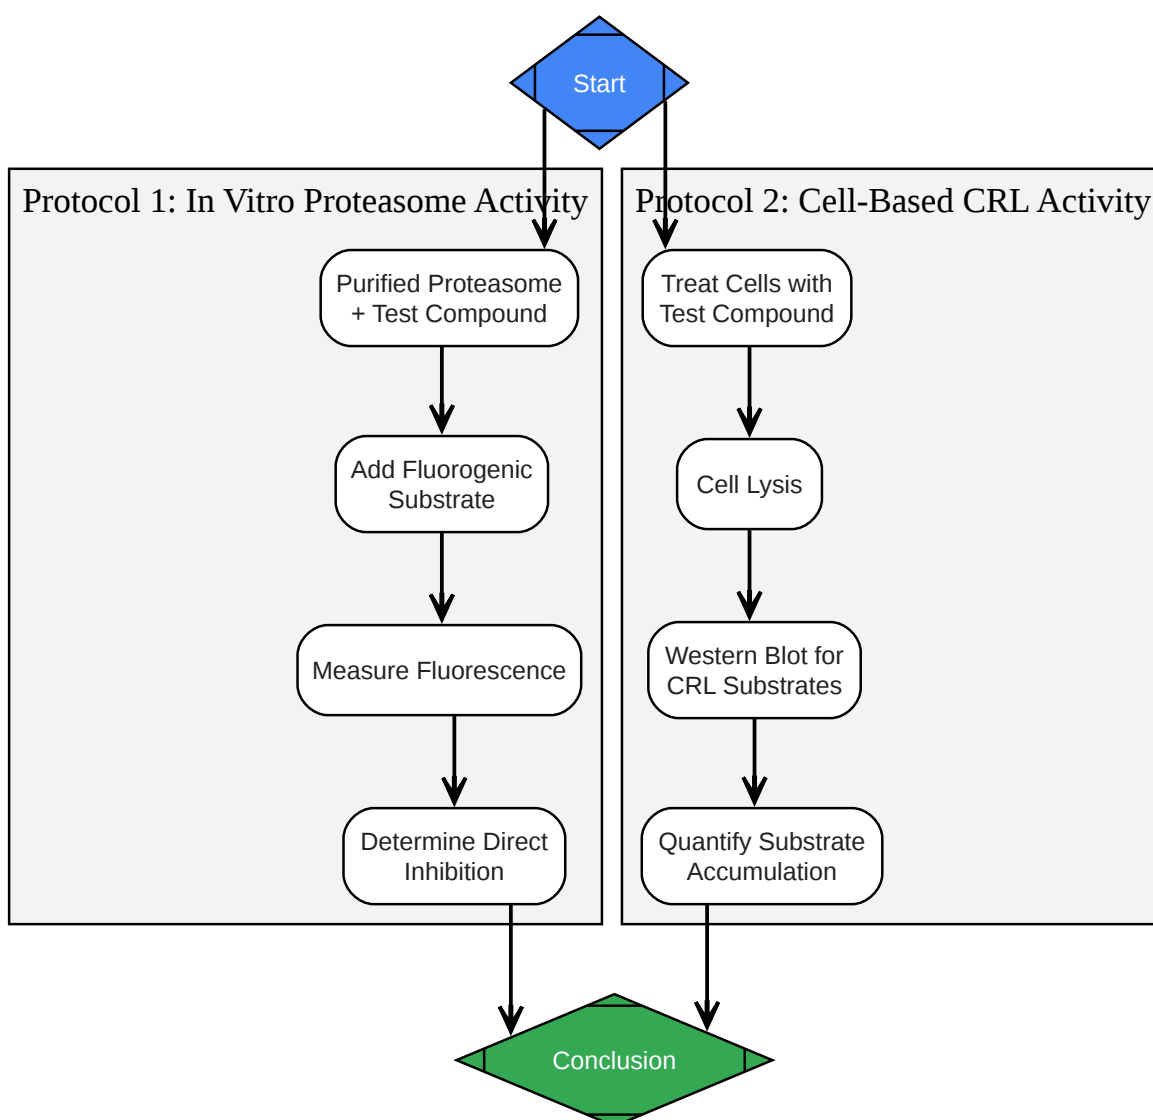 Start
Protocol 1: In Vitro Proteasome Activity
Purified Proteasome
+ Test Compound
Add Fluorogenic
Substrate
Measure Fluorescence
Determine Direct
Inhibition
Protocol 2: Cell-Based CRL Activity
Treat Cells with
Test Compound
Cell Lysis
Western Blot for
CRL Substrates
Quantify Substrate
Accumulation
Conclusion